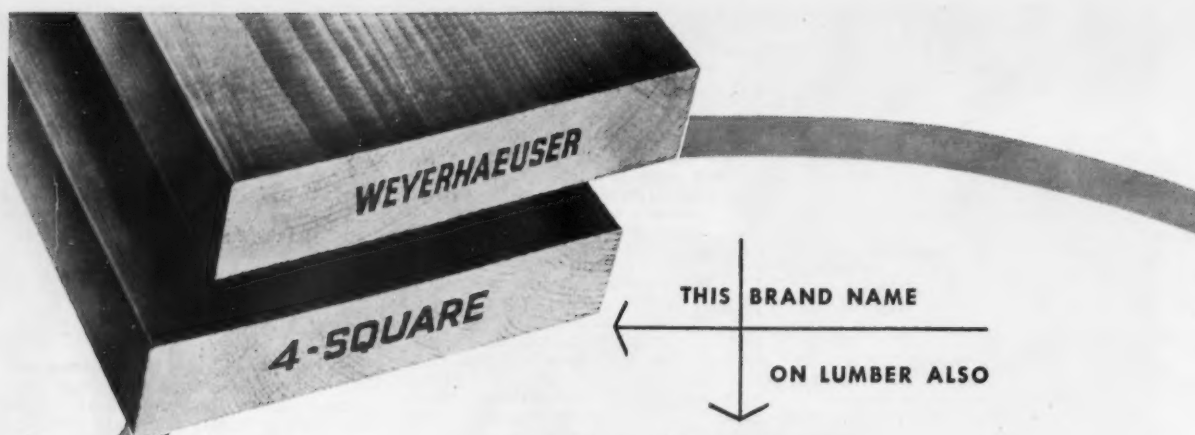 WEYERHAEUSER
4-SQUARE
THIS BRAND NAME
ON LUMBER ALSO